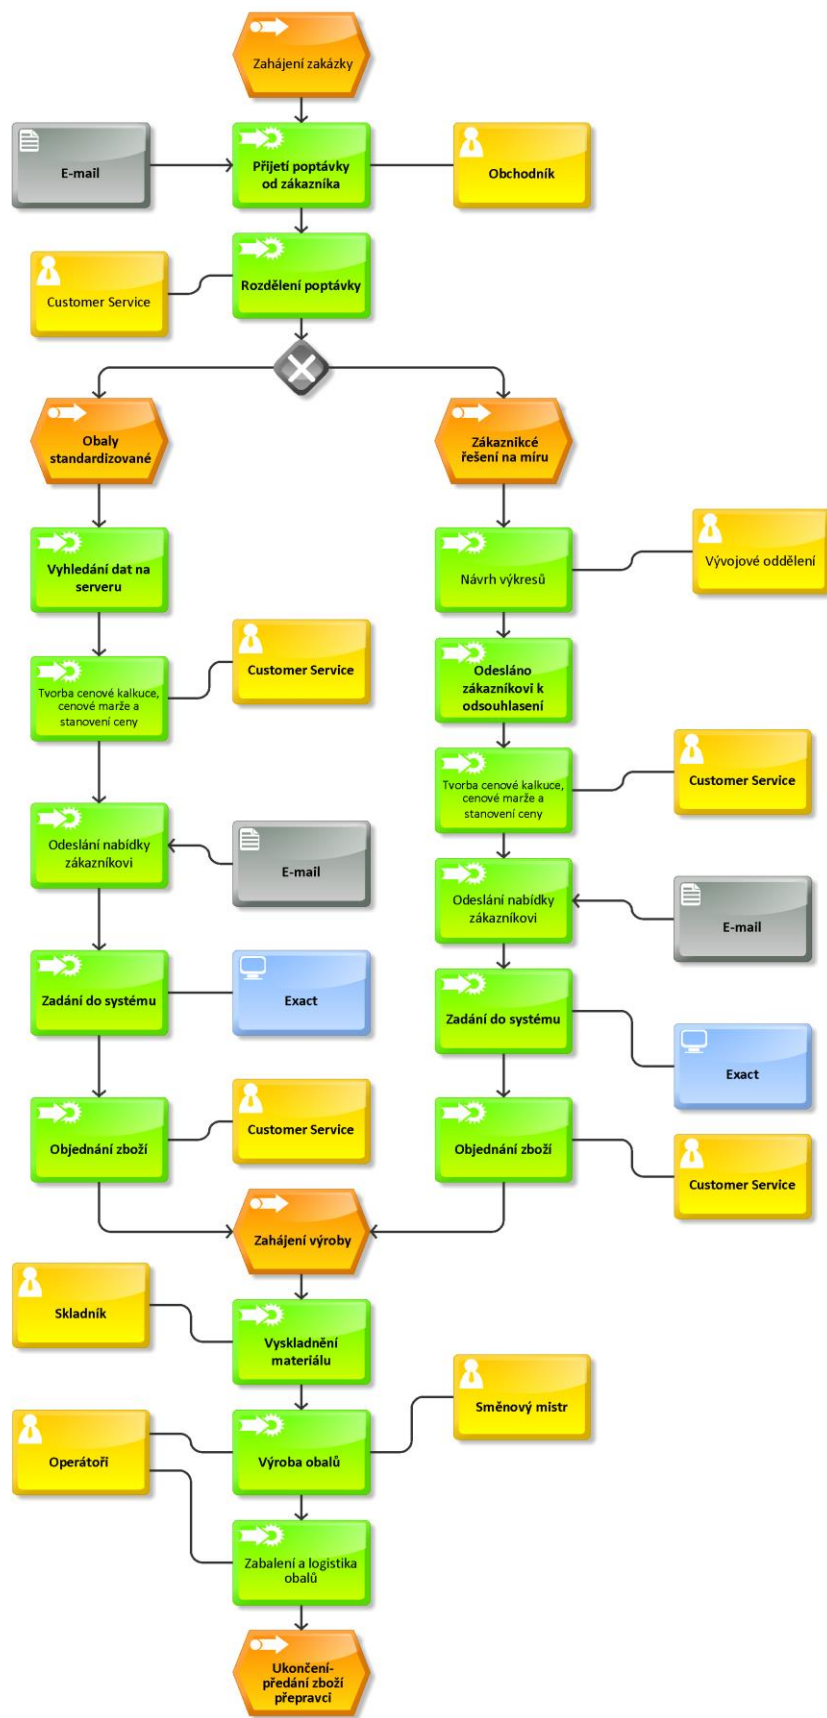 Zahájení zakázky
E-mail
Přijetí poptávky
od zákazníka
Obchodník
Customer Service
Rozdělení poptávky
Obaly
standardizované
Zákaznikcé
řešení na míru
Vyhledání dat na
serveru
Návrh výkresů
Vývojové oddělení
Customer Service
Odesláno
zákazníkovi k
odsouhlasení
Tvorba cenové kalkuce,
cenové marže a
stanovení ceny
Tvorba cenové kalkuce,
cenové marže a
stanovení ceny
Customer Service
Odeslání nabídky
zákazníkovi
E-mail
Odeslání nabídky
zákazníkovi
E-mail
Zadání do systému
Exact
Zadání do systému
Exact
Objednání zboží
Customer Service
Objednání zboží
Customer Service
Zahájení výroby
Skladník
Vyskladnění
materiálu
Směnový mistr
Operátoři
Výroba obalů
Zabalení a logistika
obalů
Ukončení-
předání zboží
přepravci